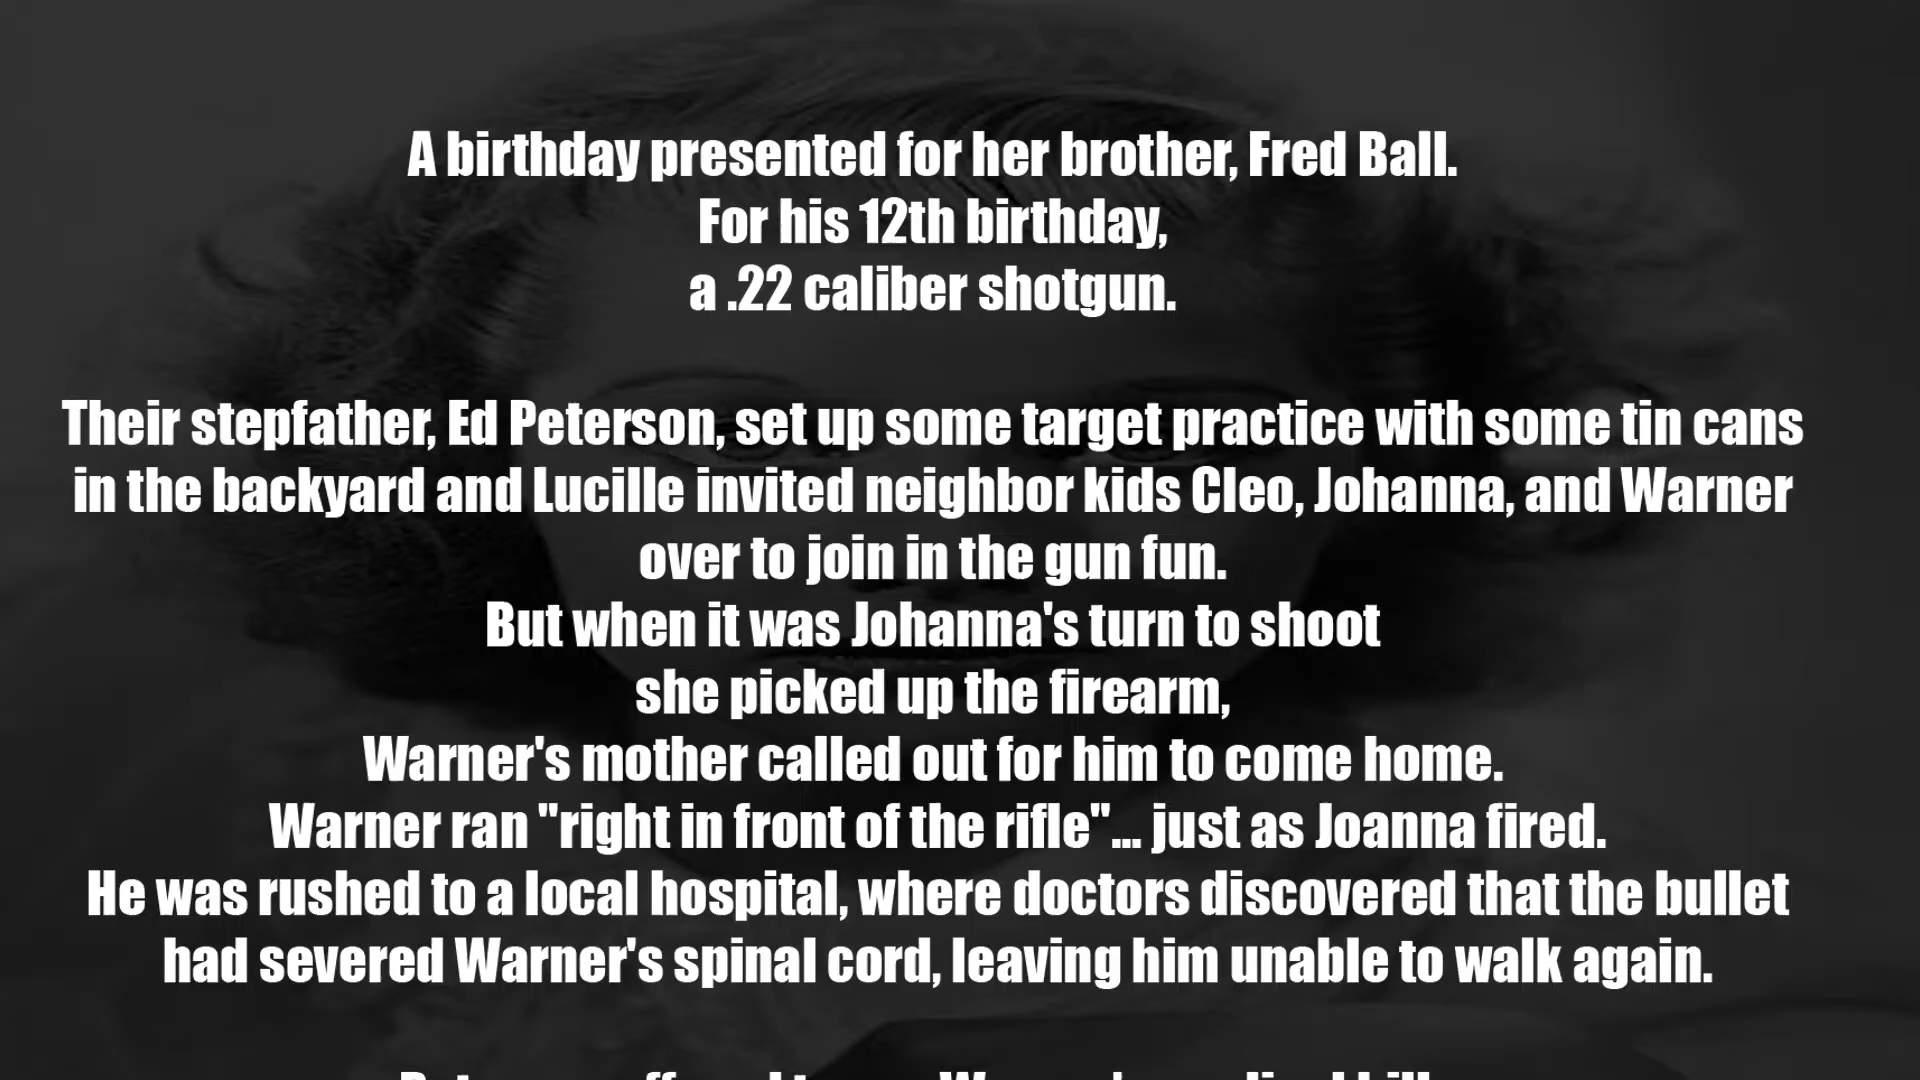 A birthday presented for her brother, Fred Ball.
For his 12th birthday,
a .22 caliber shotgun.
Their stepfather, Ed Peterson, set up some target practice with some tin cans
in the backyard and Lucille invited neighbor kids Cleo, Johanna, and Warner
over to join in the gun fun.
But when it was Johanna's turn to shoot
she picked up the firearm,
Warner's mother called out for him to come home.
Warner ran "right in front of the rifle"... just as Joanna fired.
He was rushed to a local hospital, where doctors discovered that the bullet
had severed Warner's spinal cord, leaving him unable to walk again.